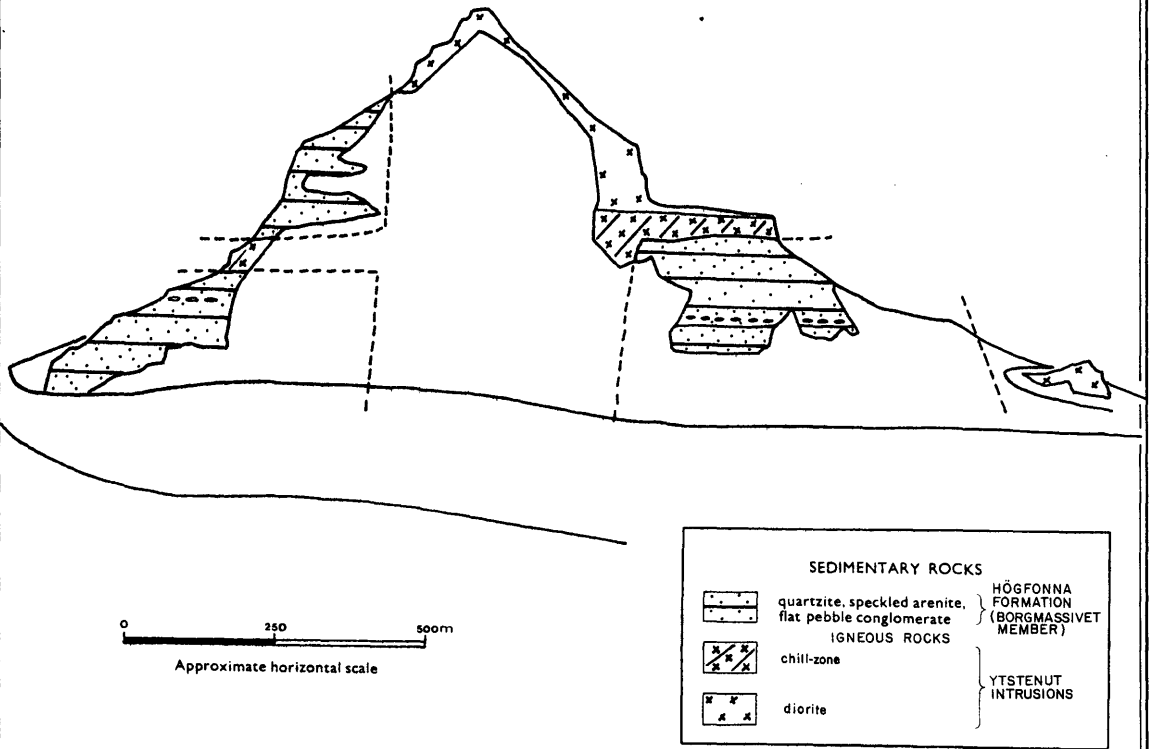 0 250 500m
Approximate horizontal scale
SEDIMENTARY ROCKS
quartzite, speckled arenite,
flat pebble conglomerate
HÖGFONNA
FORMATION
(BORGMASSIVET
MEMBER)
IGNEOUS ROCKS
chill-zone
diorite
YTSTENUT
INTRUSIONS